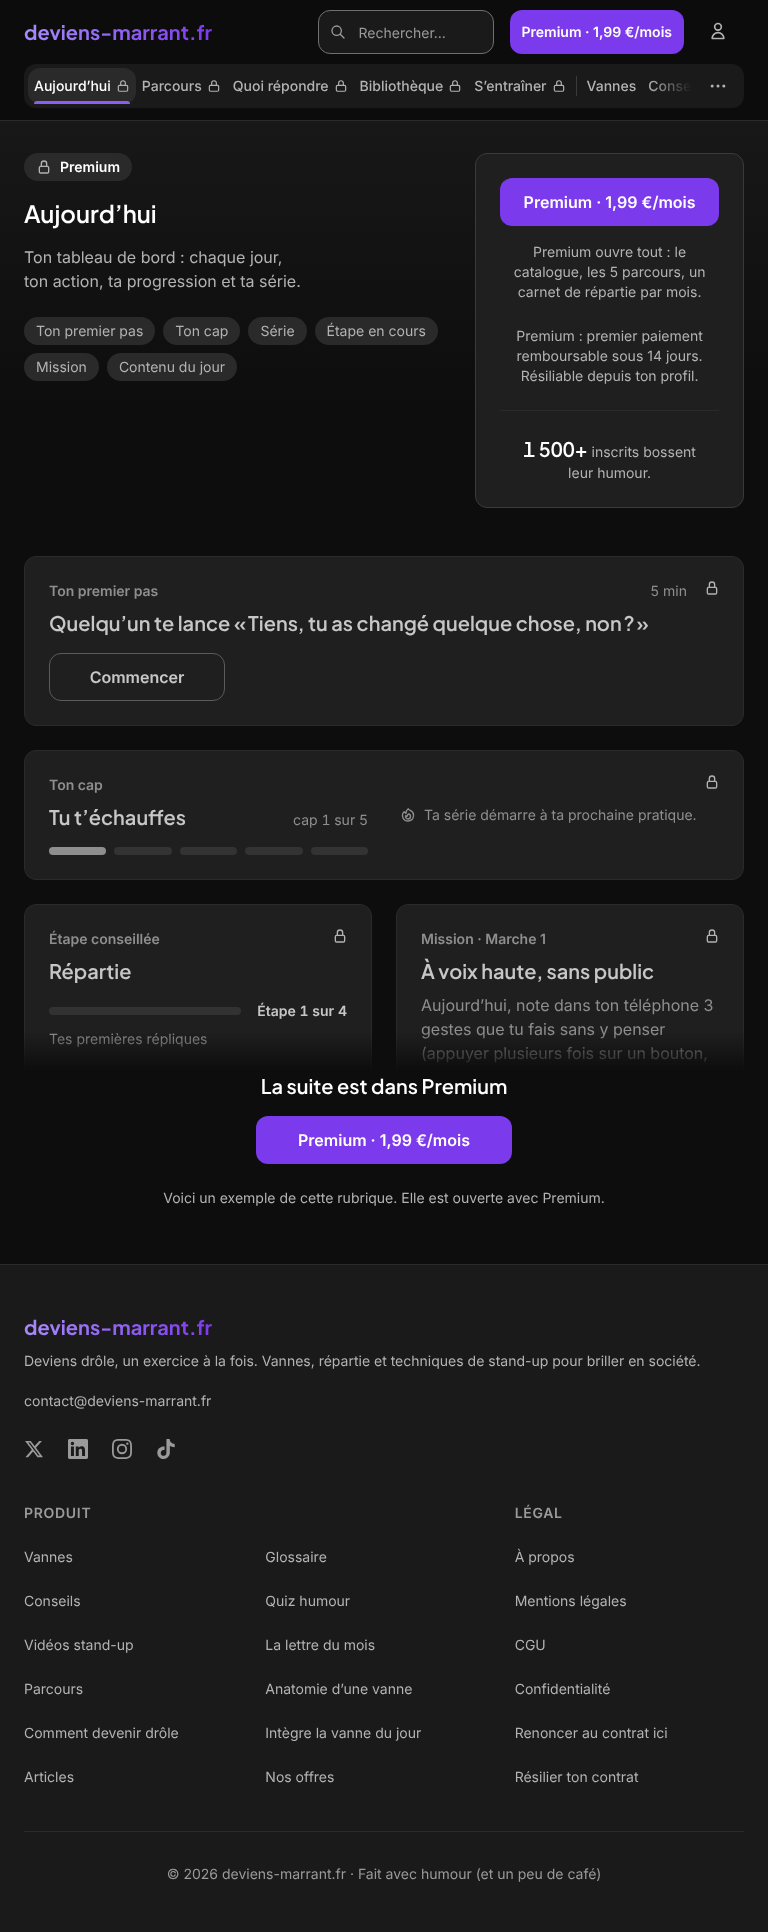 deviens-marrant.fr
Rechercher...
Premium · 1,99 €/mois
Aujourd’hui
Parcours
Quoi répondre
Bibliothèque
S’entraîner
Vannes
Premium
Aujourd’hui
Ton tableau de bord : chaque jour,
ton action, ta progression et ta série.
Ton premier pas
Ton cap
Série
Étape en cours
Mission
Contenu du jour
Premium · 1,99 €/mois
Premium ouvre tout : le
catalogue, les 5 parcours, un
carnet de répartie par mois.
Premium : premier paiement
remboursable sous 14 jours.
Résiliable depuis ton profil.
1 500+ inscrits bossent
leur humour.
Ton premier pas
5 min
Quelqu’un te lance « Tiens, tu as changé quelque chose, non ? »
Commencer
Ton cap
Tu t’échauffes
cap 1 sur 5
Ta série démarre à ta prochaine pratique.
Étape conseillée
Répartie
Étape 1 sur 4
Tes premières répliques
Mission · Marche 1
À voix haute, sans public
Aujourd’hui, note dans ton téléphone 3
gestes que tu fais sans y penser
(appuyer plusieurs fois sur un bouton,
La suite est dans Premium
Premium · 1,99 €/mois
Voici un exemple de cette rubrique. Elle est ouverte avec Premium.
deviens-marrant.fr
Deviens drôle, un exercice à la fois. Vannes, répartie et techniques de stand-up pour briller en société.
contact@deviens-marrant.fr
PRODUIT
Vannes
Conseils
Vidéos stand-up
Parcours
Comment devenir drôle
Articles
Glossaire
Quiz humour
La lettre du mois
Anatomie d’une vanne
Intègre la vanne du jour
Nos offres
LÉGAL
À propos
Mentions légales
CGU
Confidentialité
Renoncer au contrat ici
Résilier ton contrat
© 2026 deviens-marrant.fr · Fait avec humour (et un peu de café)